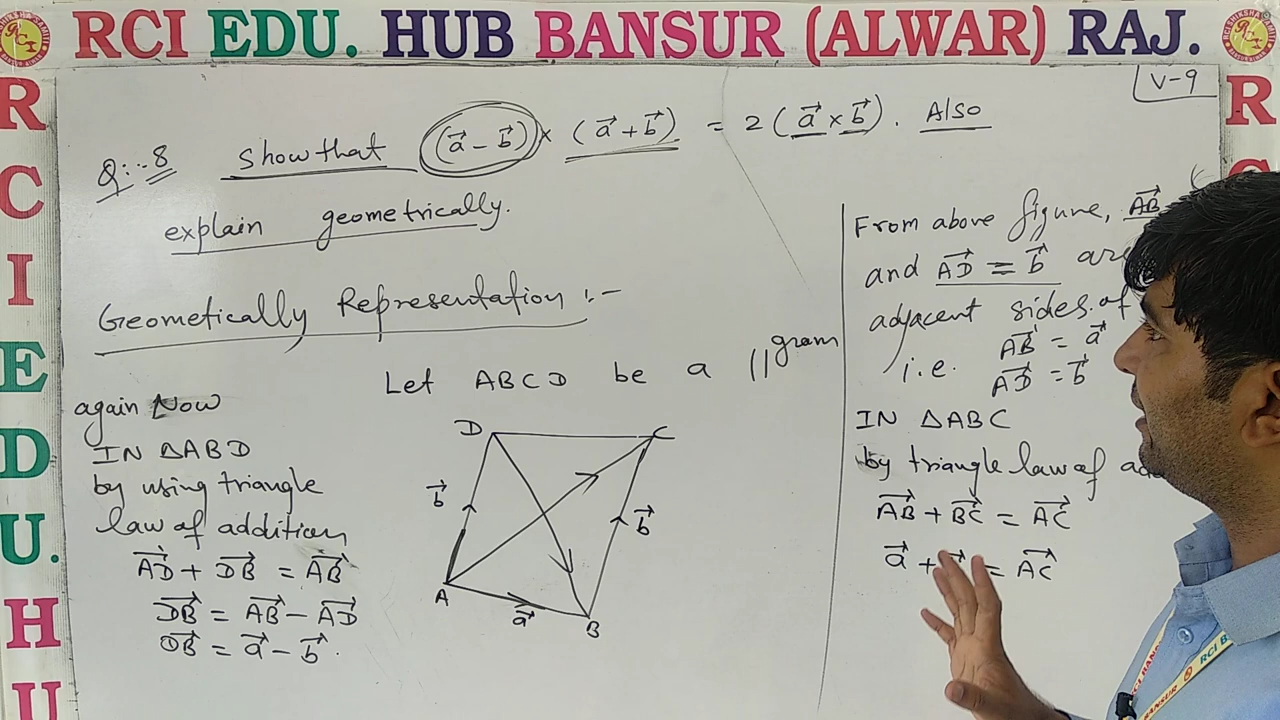 RCI EDU. HUB BANSUR (ALWAR) RAJ.
R
C
I
E
D
U.
H
U
R
V-9
Q:-8 Show that (a⃗ - b⃗) × (a⃗ + b⃗) = 2 (a⃗ × b⃗). Also
explain geometrically.
Geometically Representation :-
Let ABCD be a ||gram
again Now
IN ΔABD
by using triangle
law of addition
AD⃗ + DB⃗ = AB⃗
DB⃗ = AB⃗ - AD⃗
DB⃗ = a⃗ - b⃗.
D C
b⃗ b⃗
A a⃗ B
From above figure, AB⃗
and AD⃗ = b⃗ are
adjacent sides of
i.e. AB⃗ = a⃗
AD⃗ = b⃗
IN ΔABC
by triangle law of
AB⃗ + BC⃗ = AC⃗
a⃗ + = AC⃗
RCI B
BANSUR